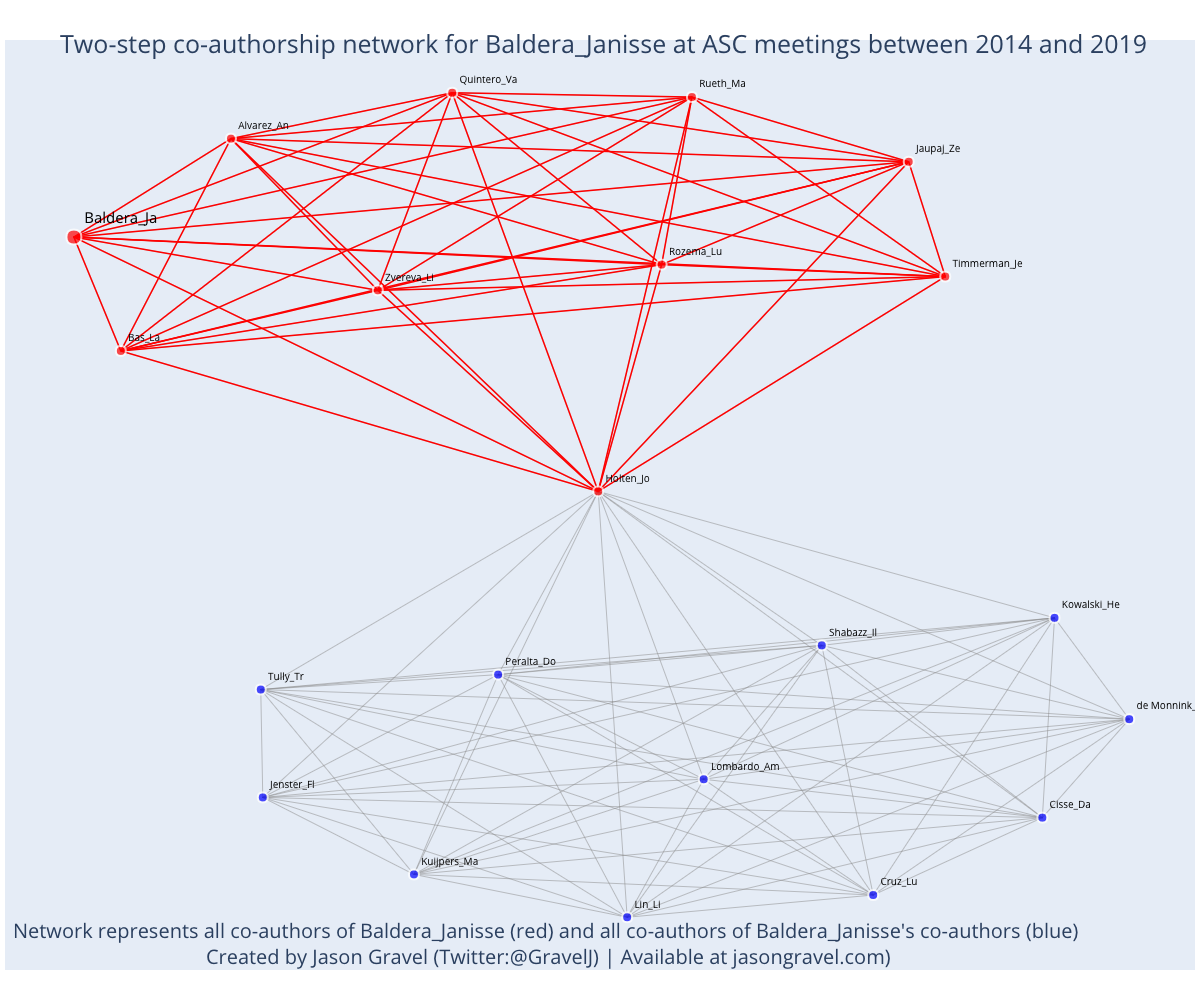 Two-step co-authorship network for Baldera_Janisse at ASC meetings between 2014 and 2019
Quintero_Va
Rueth_Ma
Alvarez_An
Jaupaj_Ze
Baldera_Ja
Rozema_Lu
Timmerman_Je
Zvereva_Li
Bas_La
Holten_Jo
Kowalski_He
Shabazz_Il
Peralta_Do
Tully_Tr
de Monnink_
Lombardo_Am
Jenster_Fi
Cisse_Da
Kuijpers_Ma
Cruz_Lu
Lin_Li
Network represents all co-authors of Baldera_Janisse (red) and all co-authors of Baldera_Janisse's co-authors (blue)
Created by Jason Gravel (Twitter:@GravelJ) | Available at jasongravel.com)